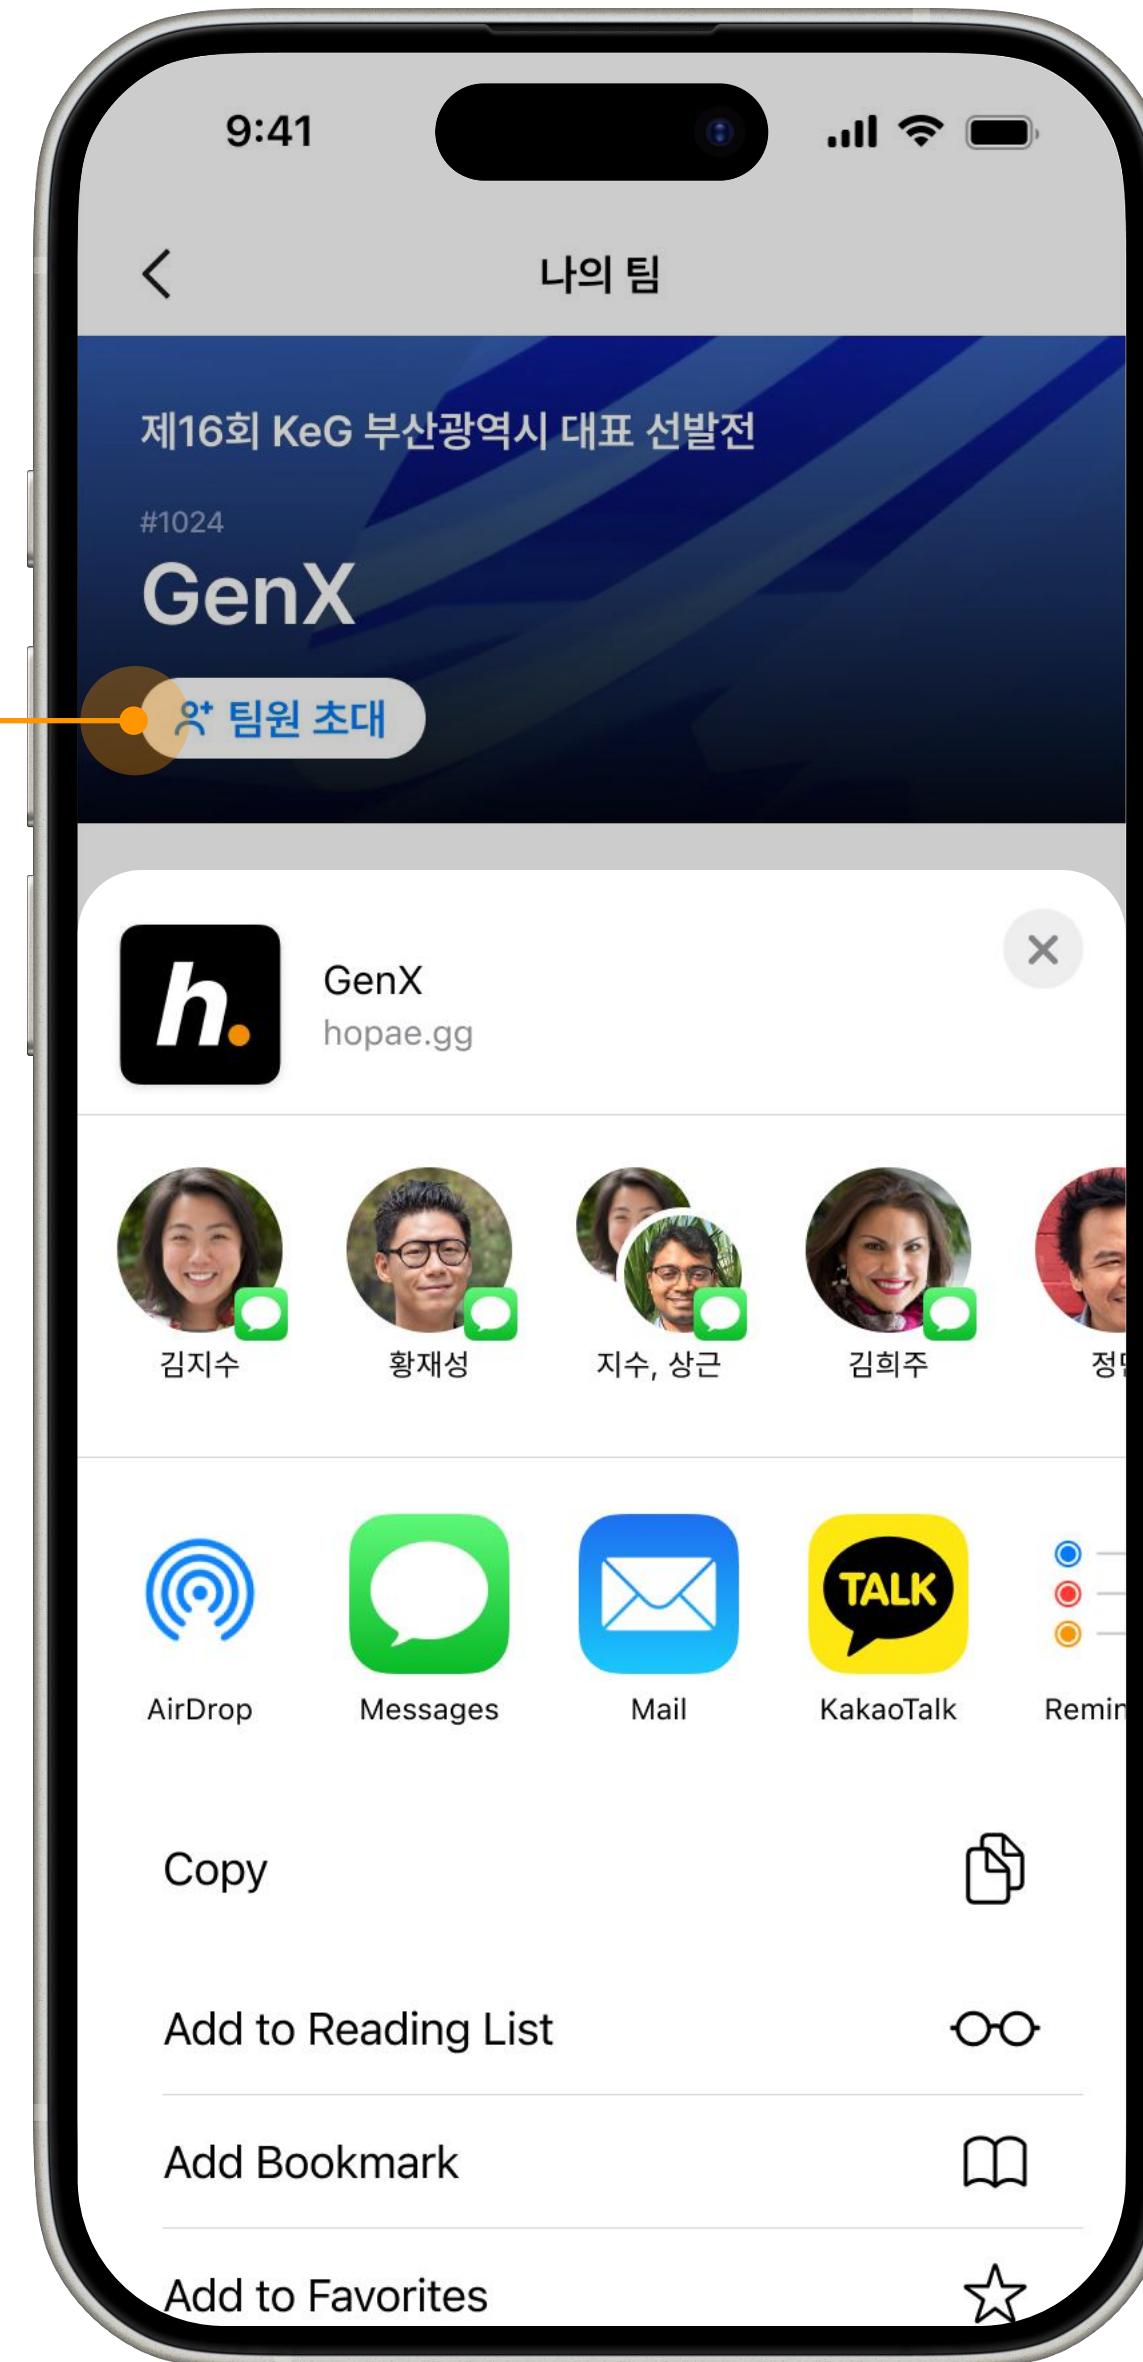 9:41
나의 팀
제16회 KeG 부산광역시 대표 선발전
#1024
GenX
팀원 초대
h.
GenX
hopae.gg
김지수
황재성
지수, 상근
김희주
AirDrop
Messages
Mail
TALK
KakaoTalk
Copy
Add to Reading List
Add Bookmark
Add to Favorites